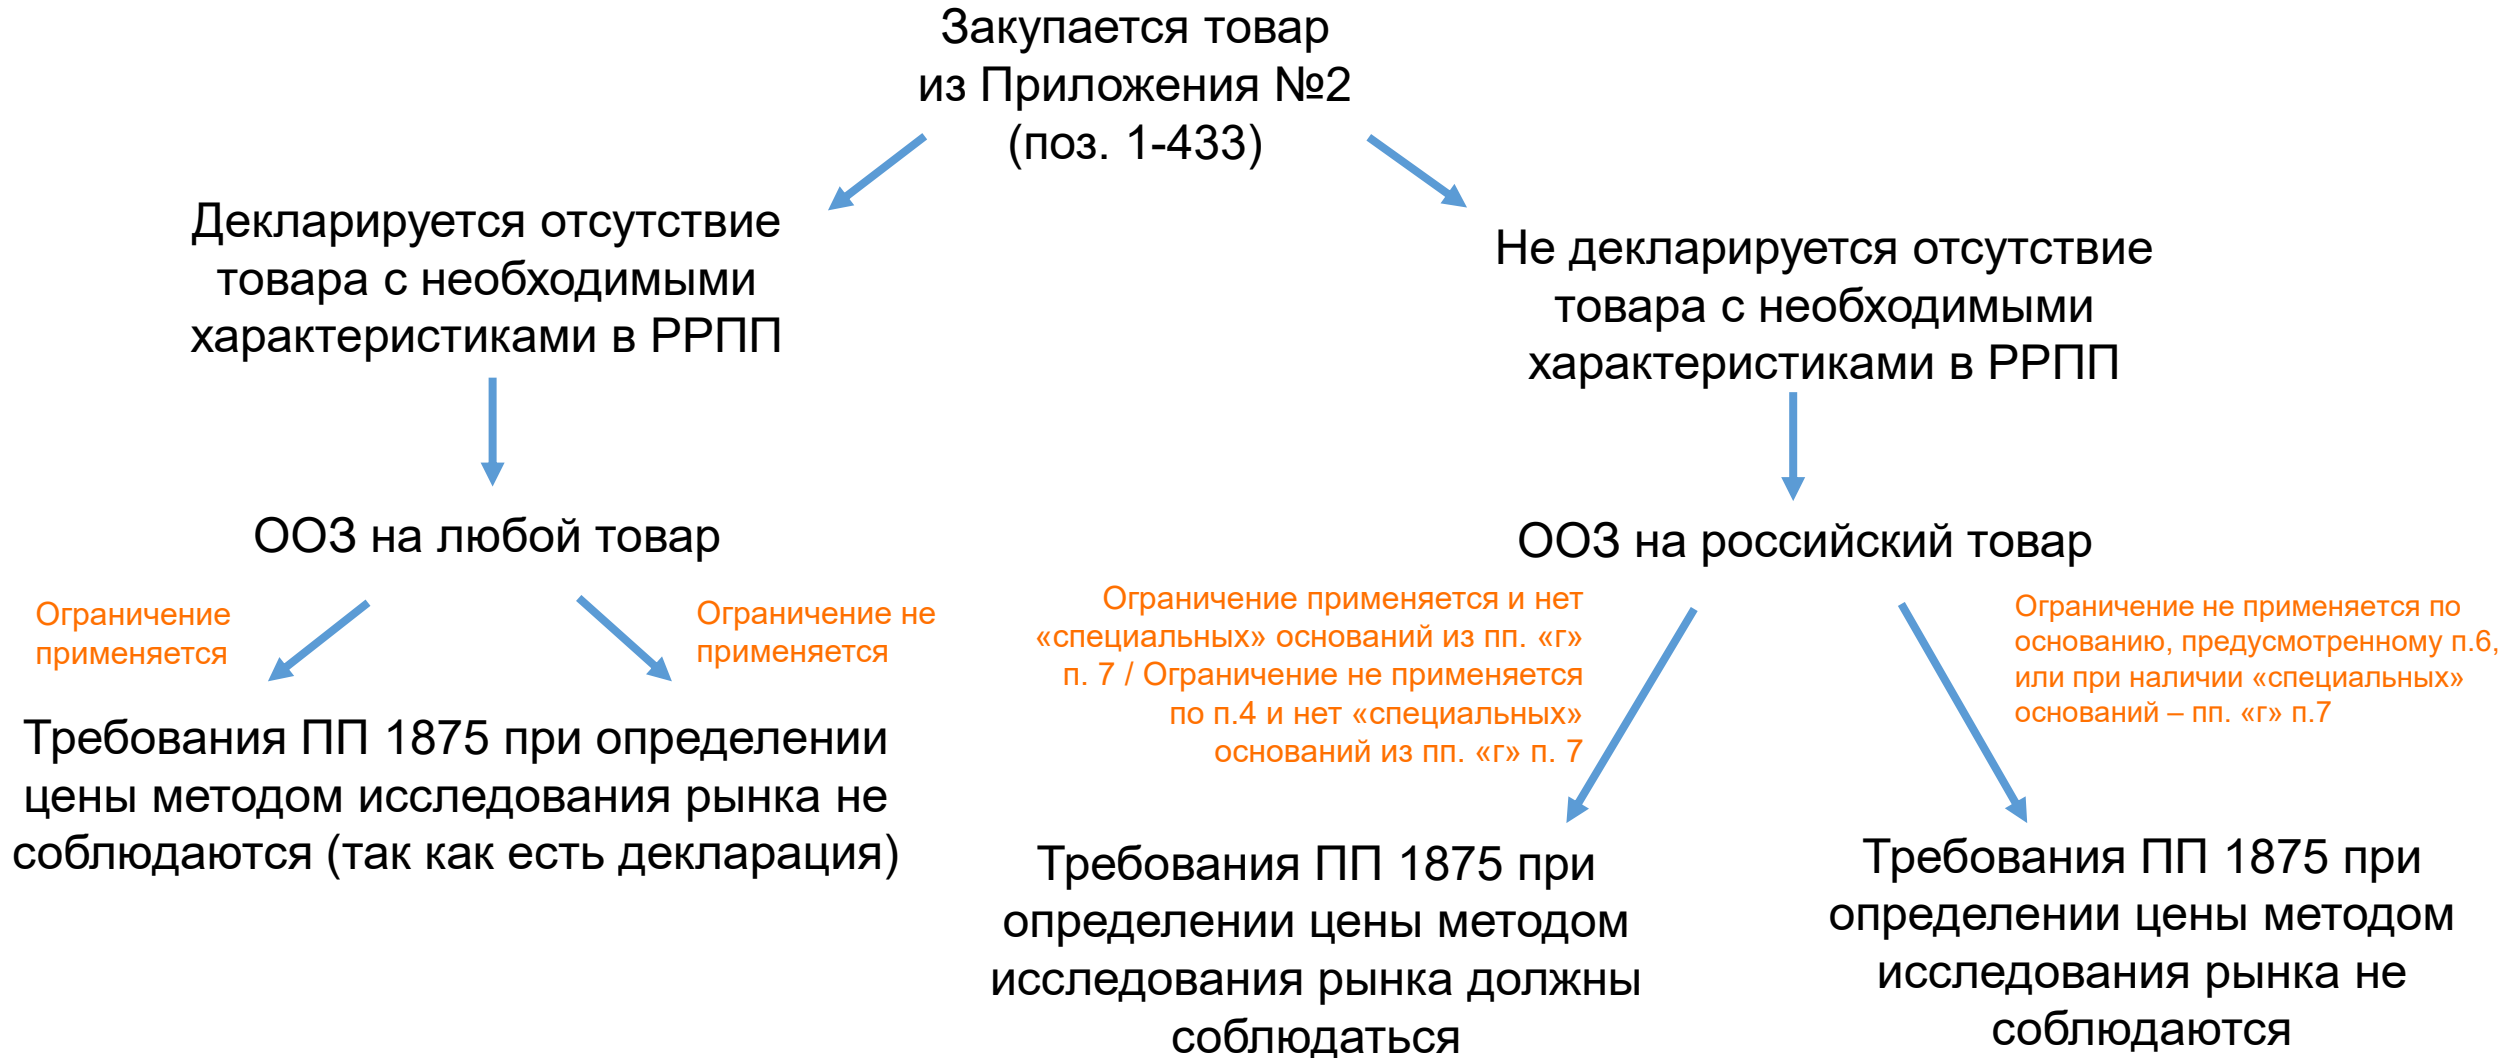 Закупается товар
из Приложения №2
(поз. 1-433)
Декларируется отсутствие
товара с необходимыми
характеристиками в РРПП
Не декларируется отсутствие
товара с необходимыми
характеристиками в РРПП
ООЗ на любой товар
ООЗ на российский товар
Ограничение
применяется
Ограничение не
применяется
Ограничение применяется и нет
«специальных» оснований из пп. «г»
п. 7 / Ограничение не применяется
по п.4 и нет «специальных»
оснований из пп. «г» п. 7
Ограничение не применяется по
основанию, предусмотренному п.6,
или при наличии «специальных»
оснований – пп. «г» п.7
Требования ПП 1875 при определении
цены методом исследования рынка не
соблюдаются (так как есть декларация)
Требования ПП 1875 при
определении цены методом
исследования рынка должны
соблюдаться
Требования ПП 1875 при
определении цены методом
исследования рынка не
соблюдаются